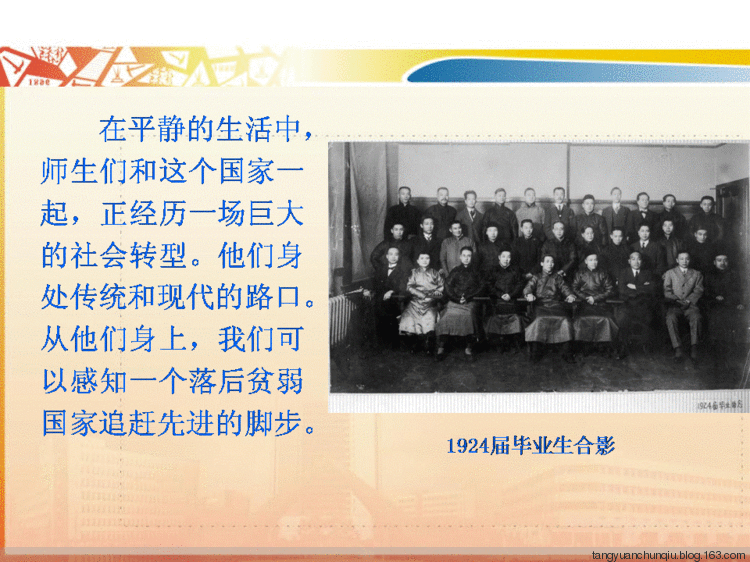 1896
在平静的生活中，
师生们和这个国家一
起，正经历一场巨大
的社会转型。他们身
处传统和现代的路口。
从他们身上，我们可
以感知一个落后贫弱
国家追赶先进的脚步。
1924届毕业生合影
tangyuanchunqiu.blog.163.com